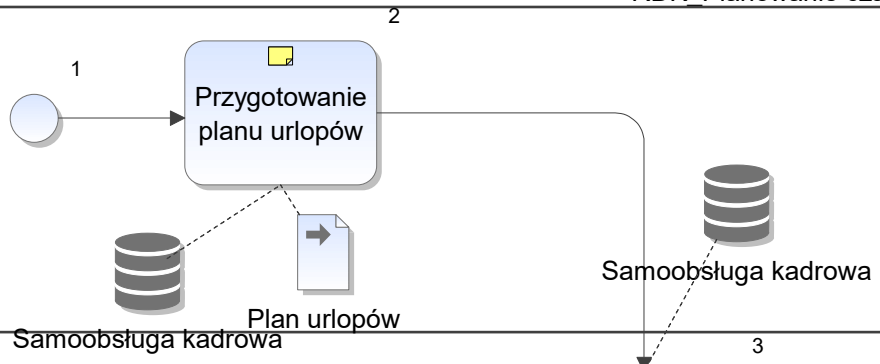 2
1
Przygotowanie
planu urlopów
Samoobsługa kadrowa
Plan urlopów
Samoobsługa kadrowa
3